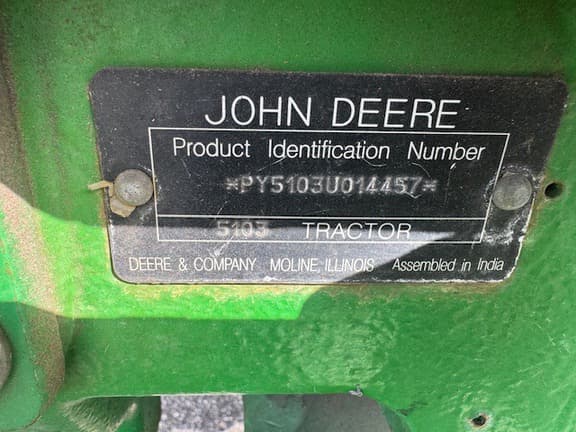 JOHN DEERE
Product Identification Number
*PY5103U014457*
5103 TRACTOR
DEERE & COMPANY MOLINE, ILLINOIS Assembled in India